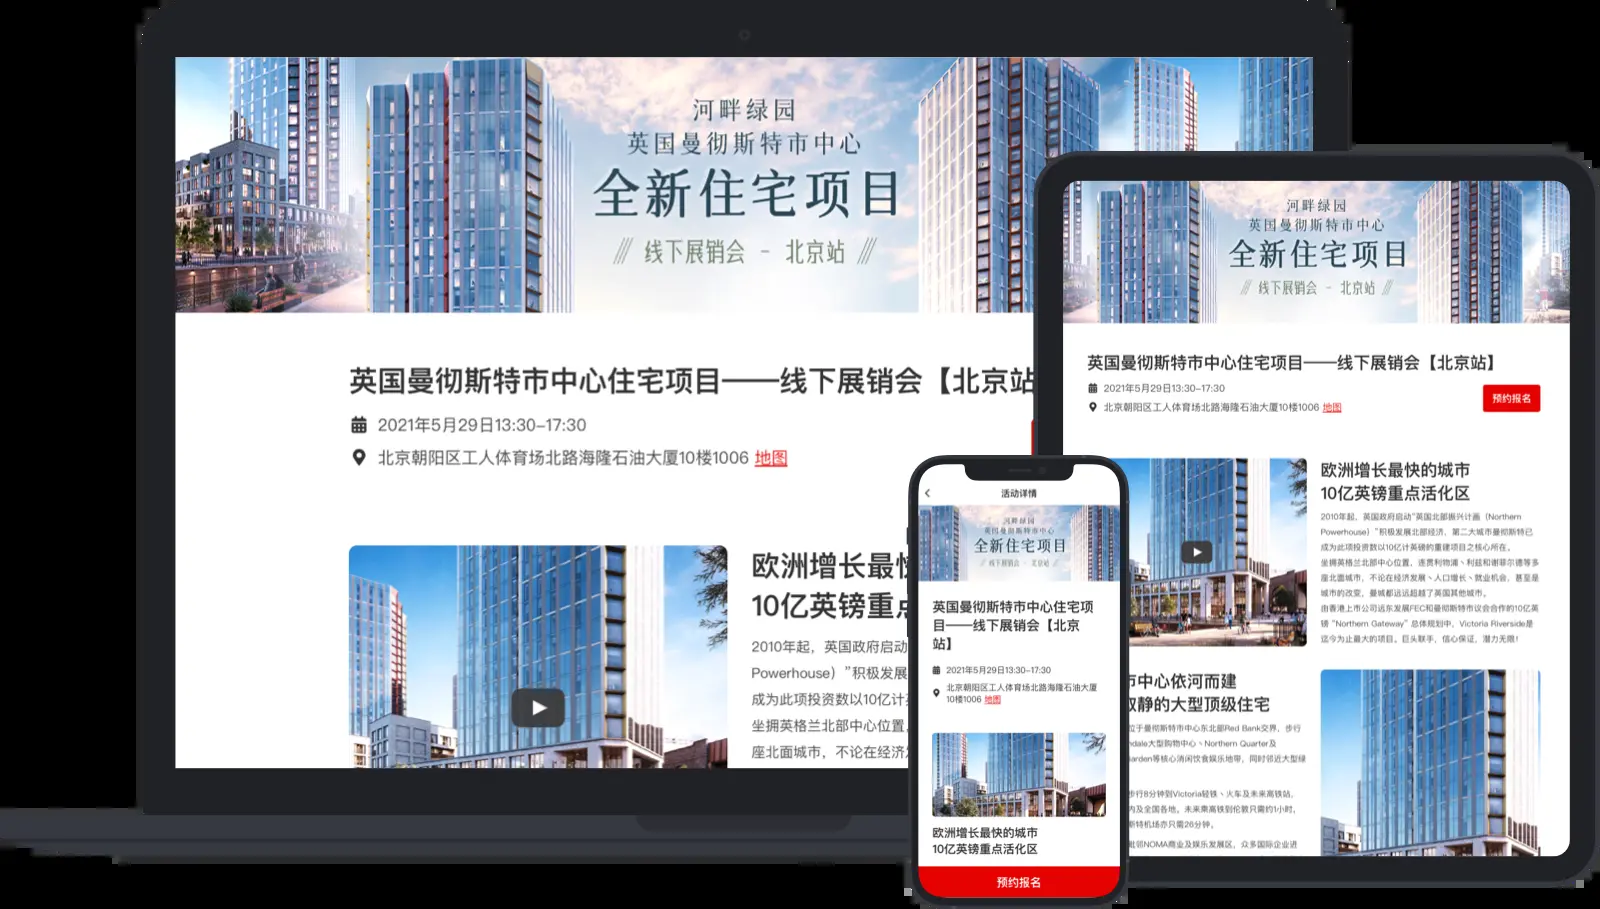 河畔绿园
英国曼彻斯特市中心
全新住宅项目
线下展销会 - 北京站
英国曼彻斯特市中心住宅项目——线下展销会【北京站
2021年5月29日13:30-17:30
北京朝阳区工人体育场北路海隆石油大厦10楼1006 地图
欧洲增长最快
10亿英镑重点
2010年起，英国政府启动
Powerhouse）”积极发展
成为此项投资数以10亿计
坐拥英格兰北部中心位置，
座北面城市，不论在经济
河畔绿园
英国曼彻斯特市中心
全新住宅项目
线下展销会 - 北京站
英国曼彻斯特市中心住宅项目——线下展销会【北京站】
2021年5月29日13:30-17:30
北京朝阳区工人体育场北路海隆石油大厦10楼1006 地图
预约报名
欧洲增长最快的城市
10亿英镑重点活化区
2010年起，英国政府启动“英国北部振兴计画（Northern
Powerhouse）”积极发展北部经济，第二大城市曼彻斯特已
成为此项投资数以10亿计英镑的重建项目之核心所在。
坐拥英格兰北部中心位置，连贯利物浦、利兹和谢菲尔德等多
座北面城市，不论在经济发展、人口增长、就业机会，甚至是
城市的改变，曼城都远远超越了英国其他城市。
由香港上市公司远东发展FEC和曼彻斯特市议会合作的10亿英
镑“Northern Gateway”总体规划中，Victoria Riverside是
迄今为止最大的项目。巨头联手，信心保证，潜力无限!
市中心依河而建
静的大型顶级住宅
位于曼彻斯特市中心东北部Red Bank交界，步行
ndale大型购物中心、Northern Quarter及
arden等核心消闲饮食娱乐地带，同时邻近大型绿
步行8分钟到Victoria轻铁、火车及未来高铁站，
内及全国各地。未来乘高铁到伦敦只需约1小时，
斯特机场亦只需26分钟。
毗邻NOMA商业及娱乐发展区，众多国际企业进
活动详情
河畔绿园
英国曼彻斯特市中心
全新住宅项目
线下展销会 - 北京站
英国曼彻斯特市中心住宅项
目——线下展销会【北京
站】
2021年5月29日13:30-17:30
北京朝阳区工人体育场北路海隆石油大厦
10楼1006 地图
欧洲增长最快的城市
10亿英镑重点活化区
预约报名